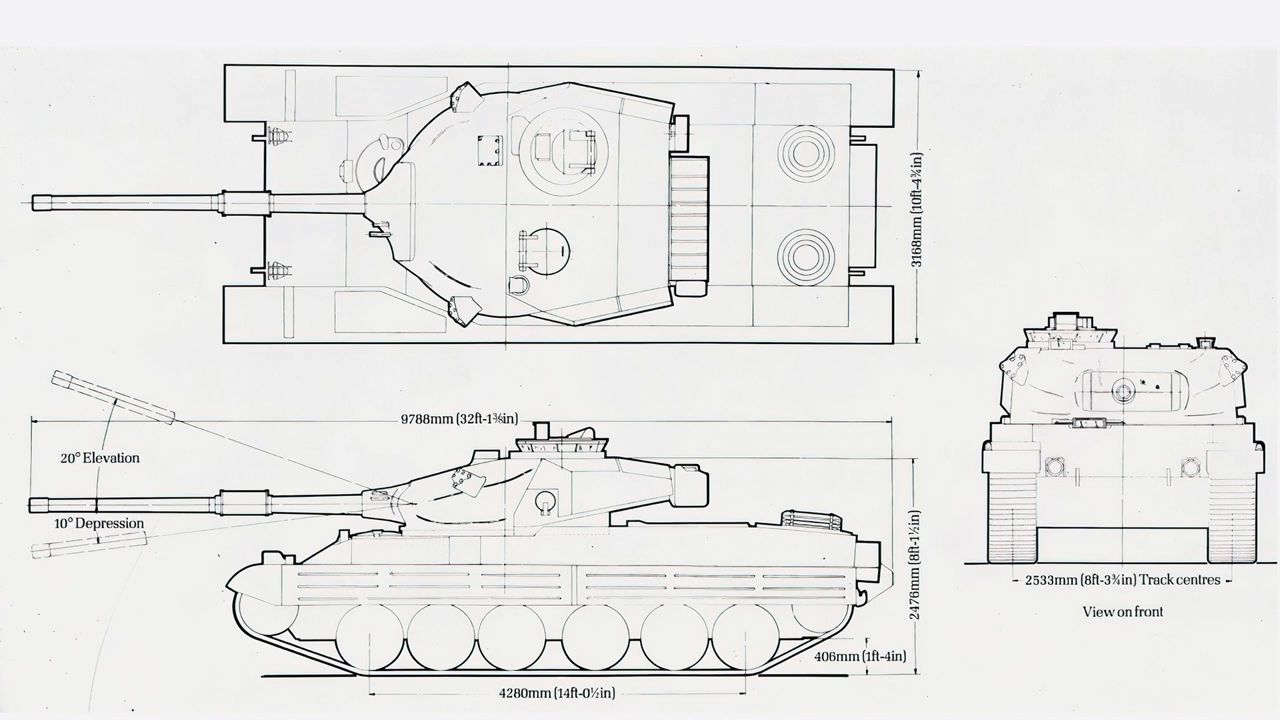 3168mm (10ft-4¾in)
9788mm (32ft-1⅜in)
20° Elevation
10° Depression
2476mm (8ft-1½in)
406mm (1ft-4in)
4280mm (14ft-0½in)
2533mm (8ft-3¾in) Track centres
View on front